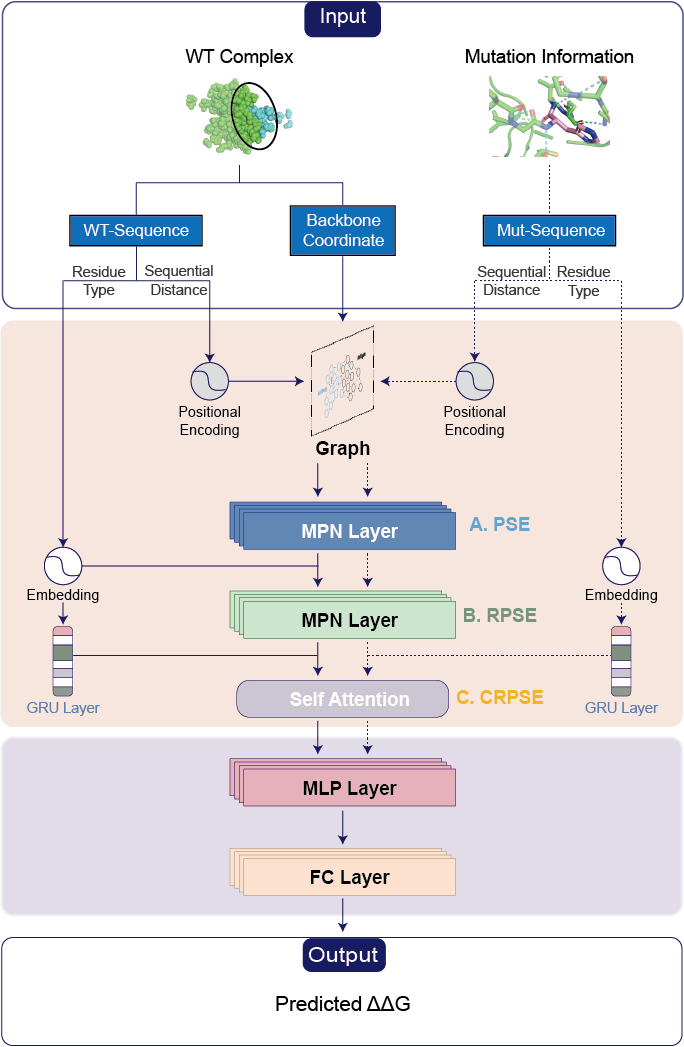 Input
WT Complex
Mutation Information
WT-Sequence
Backbone
Coordinate
Mut-Sequence
Residue
Type
Sequential
Distance
Sequential
Distance
Residue
Type
Positional
Encoding
Graph
Positional
Encoding
MPN Layer
A. PSE
Embedding
Embedding
MPN Layer
B. RPSE
GRU Layer
Self Attention
C. CRPSE
GRU Layer
MLP Layer
FC Layer
Output
Predicted ΔΔG